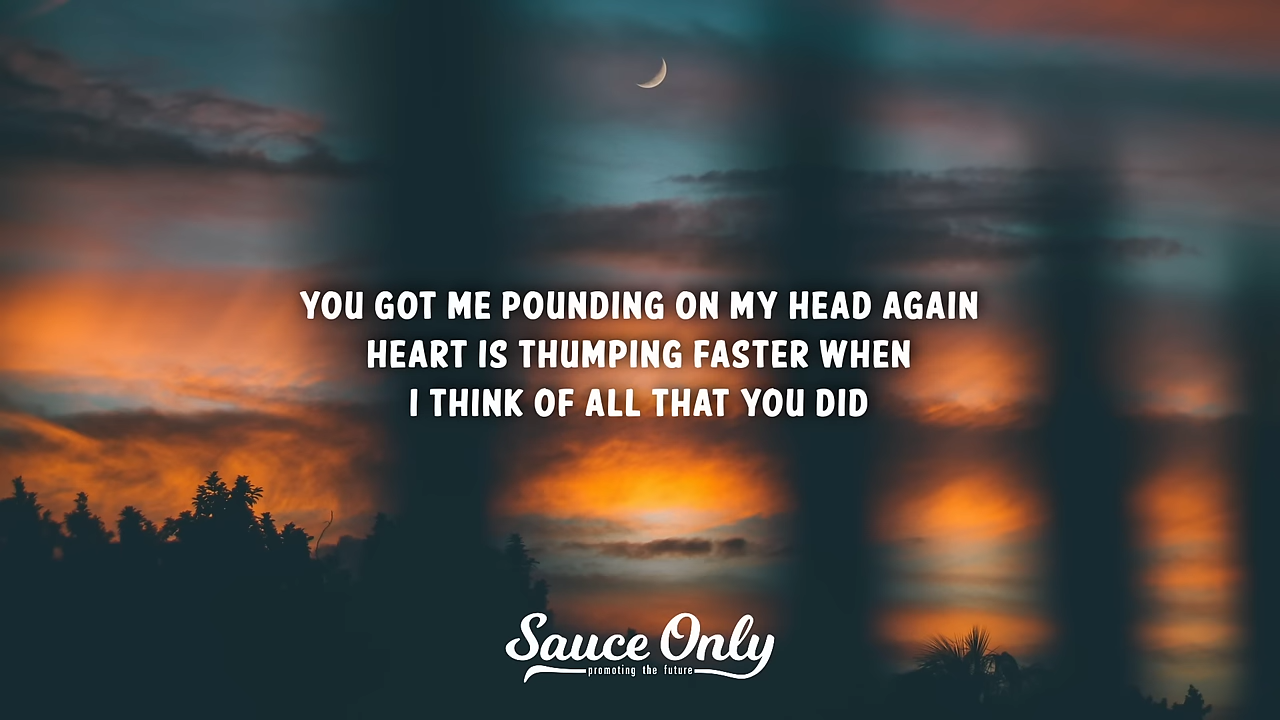 YOU GOT ME POUNDING ON MY HEAD AGAIN
HEART IS THUMPING FASTER WHEN
I THINK OF ALL THAT YOU DID
Sauce Only
promoting the future